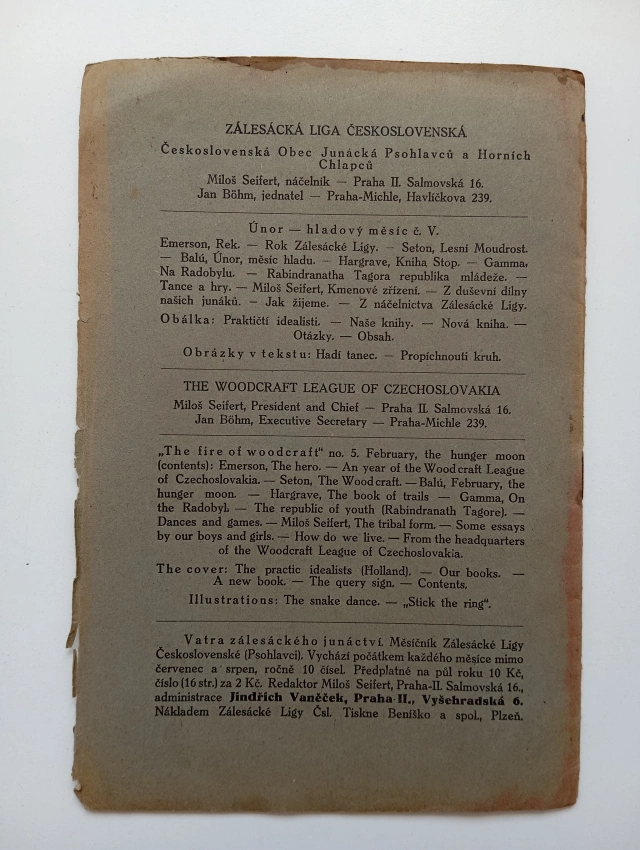 ZÁLESÁCKÁ LIGA ČESKOSLOVENSKÁ
Československá Obec Junácká Psohlavců a Horních
Chlapců
Miloš Seifert, náčelník — Praha II. Salmovská 16.
Jan Böhm, jednatel — Praha-Michle, Havlíčkova 239.
Únor — hladový měsíc č. V.
Emerson, Rek. — Rok Zálesácké Ligy. — Seton, Lesní Moudrost.
— Balú, Únor, měsíc hladu. — Hargrave, Kniha Stop. — Gamma,
Na Radobylu. — Rabindranatha Tagora republika mládeže. —
Tance a hry. — Miloš Seifert, Kmenové zřízení. — Z duševní dílny
našich junáků. — Jak žijeme. — Z náčelnictva Zálesácké Ligy.
Obálka: Praktičtí idealisti. — Naše knihy. — Nová kniha. —
Otázky. — Obsah.
Obrázky v textu: Hadí tanec. — Propíchnouti kruh.
THE WOODCRAFT LEAGUE OF CZECHOSLOVAKIA
Miloš Seifert, President and Chief — Praha II. Salmovská 16.
Jan Böhm, Executive Secretary — Praha-Michle 239.
„The fire of woodcraft" no. 5. February, the hunger moon
(contents): Emerson, The hero. — An year of the Woodcraft League
of Czechoslovakia. — Seton, The Woodcraft. — Balú, February, the
hunger moon. — Hargrave, The book of trails — Gamma, On
the Radobyl. — The republic of youth (Rabindranath Tagore). —
Dances and games. — Miloš Seifert, The tribal form. — Some essays
by our boys and girls. — How do we live. — From the headquarters
of the Woodcraft League of Czechoslovakia.
The cover: The practic idealists (Holland). — Our books. —
A new book. — The query sign. — Contents.
Illustrations: The snake dance. — „Stick the ring".
Vatra zálesáckého junáctví. Měsíčník Zálesácké Ligy
Československé (Psohlavci). Vychází počátkem každého měsíce mimo
červenec a srpen, ročně 10 čísel. Předplatné na půl roku 10 Kč,
číslo (16 str.) za 2 Kč. Redaktor Miloš Seifert, Praha-II. Salmovská 16.,
administrace Jindřich Vaněček, Praha-II., Vyšehradská 6.
Nákladem Zálesácké Ligy Čsl. Tiskne Beníško a spol., Plzeň.